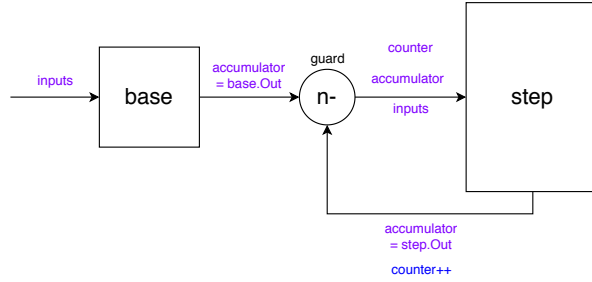 inputs
base
accumulator
= base.Out
guard
n-
counter
accumulator
inputs
step
accumulator
= step.Out
counter++